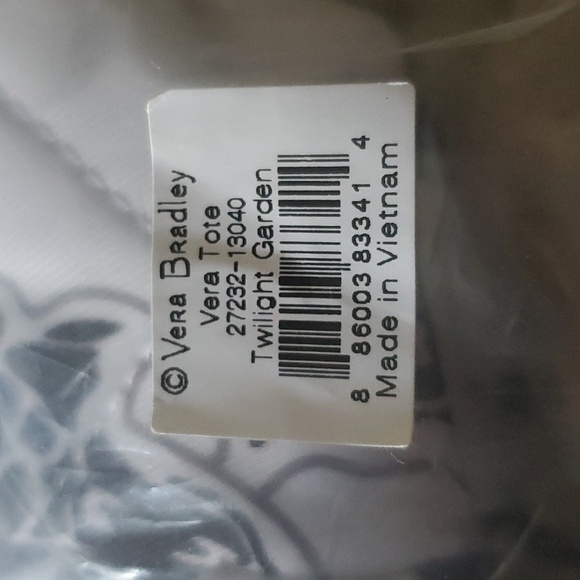 © Vera Bradley
Vera Tote
27232-13040
Twilight Garden
8 86003 83341 4
Made in Vietnam